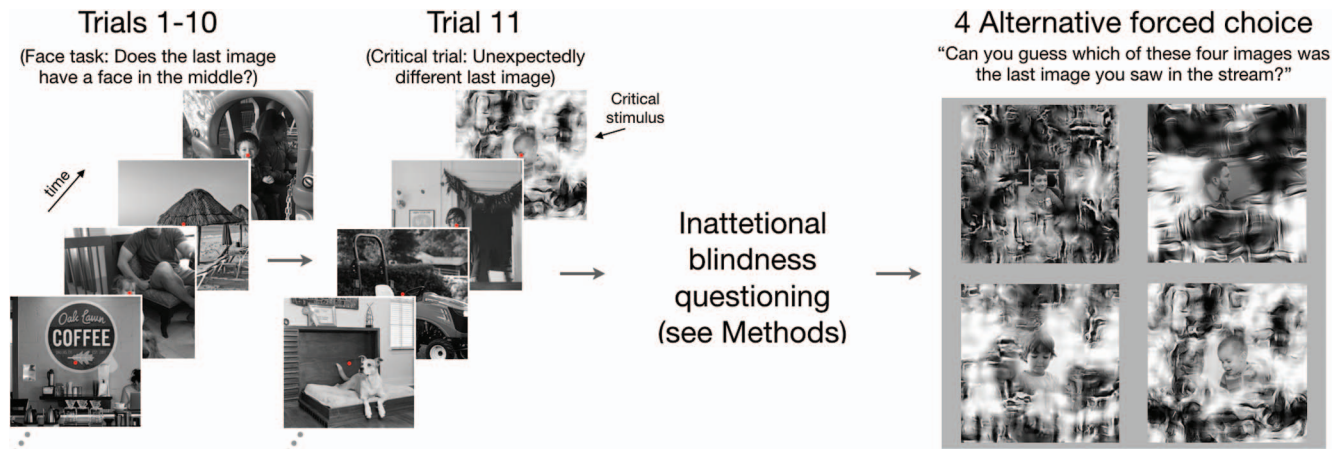 Trials 1-10
(Face task: Does the last image
have a face in the middle?)
time
Oak Lawn
COFFEE
Trial 11
(Critical trial: Unexpectedly
different last image)
Critical
stimulus
Inattetional
blindness
questioning
(see Methods)
4 Alternative forced choice
“Can you guess which of these four images was
the last image you saw in the stream?”